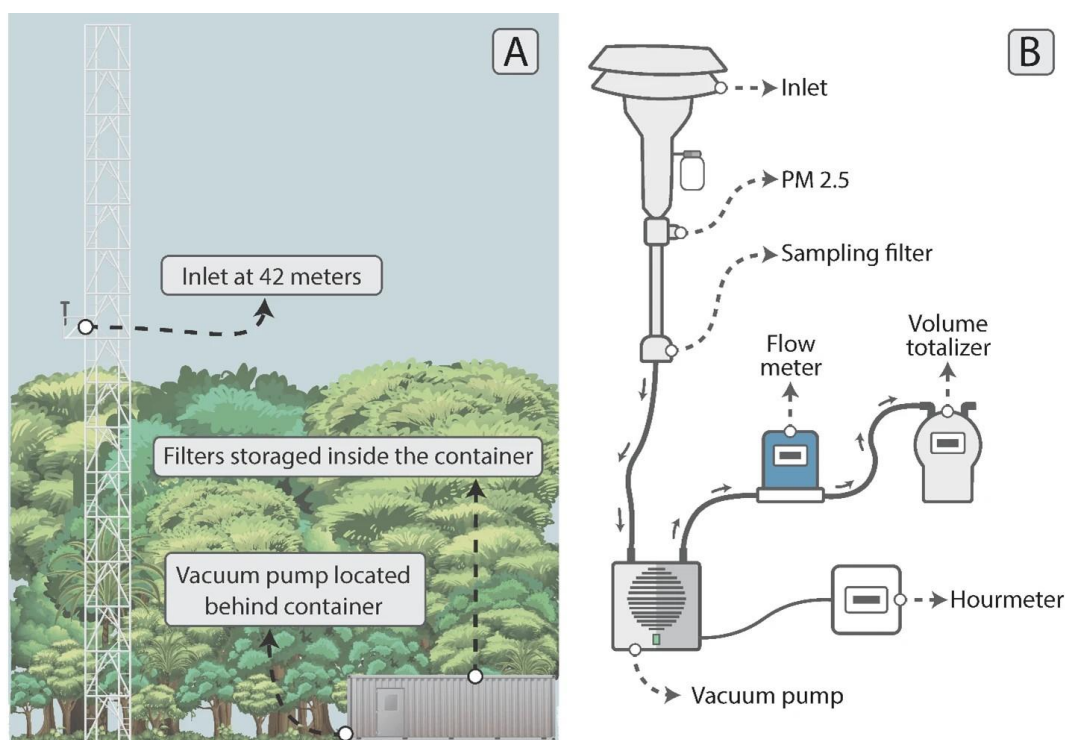 A
Inlet at 42 meters
Filters storaged inside the container
Vacuum pump located
behind container
B
Inlet
PM 2.5
Sampling filter
Flow
meter
Volume
totalizer
Hourmeter
Vacuum pump